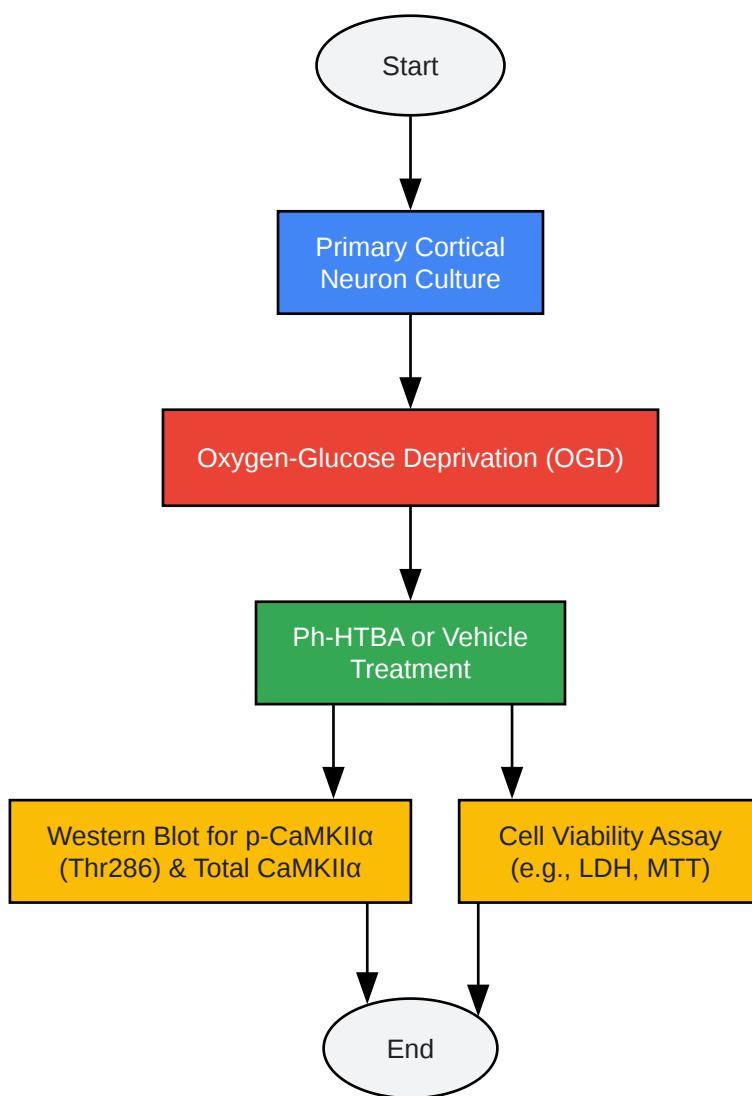 Start
Primary Cortical
Neuron Culture
Oxygen-Glucose Deprivation (OGD)
Ph-HTBA or Vehicle
Treatment
Western Blot for p-CaMKIIα
(Thr286) & Total CaMKIIα
Cell Viability Assay
(e.g., LDH, MTT)
End